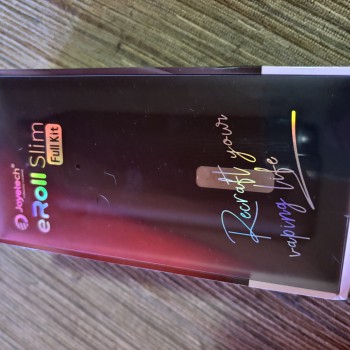 Joyetech®
eRoll Slim
Full Kit
Recraft your
vaping life